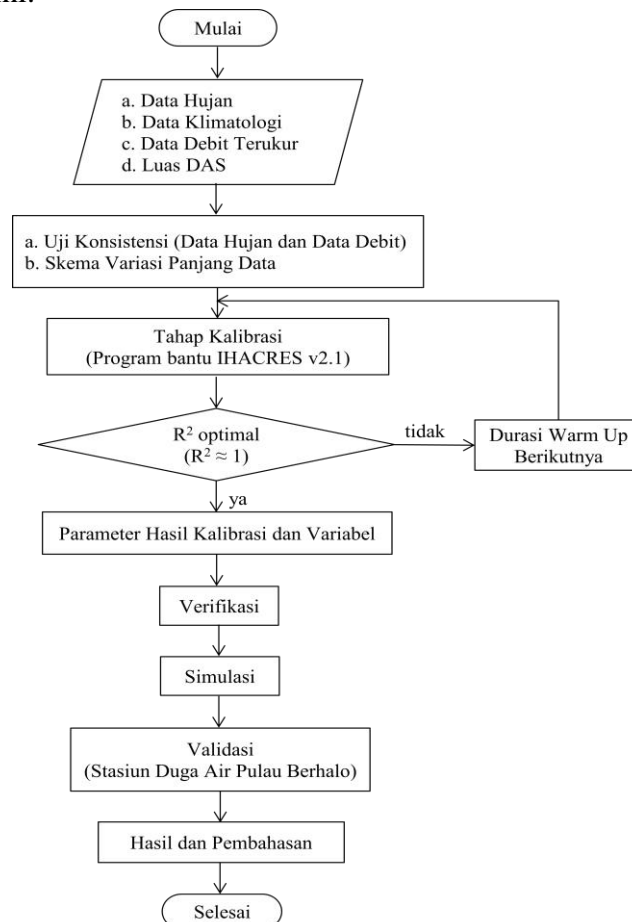 Mulai
a. Data Hujan
b. Data Klimatologi
c. Data Debit Terukur
d. Luas DAS
a. Uji Konsistensi (Data Hujan dan Data Debit)
b. Skema Variasi Panjang Data
Tahap Kalibrasi
(Program bantu IHACRES v2.1)
R² optimal
(R² ≈ 1)
tidak
Durasi Warm Up
Berikutnya
ya
Parameter Hasil Kalibrasi dan Variabel
Verifikasi
Simulasi
Validasi
(Stasiun Duga Air Pulau Berhalo)
Hasil dan Pembahasan
Selesai